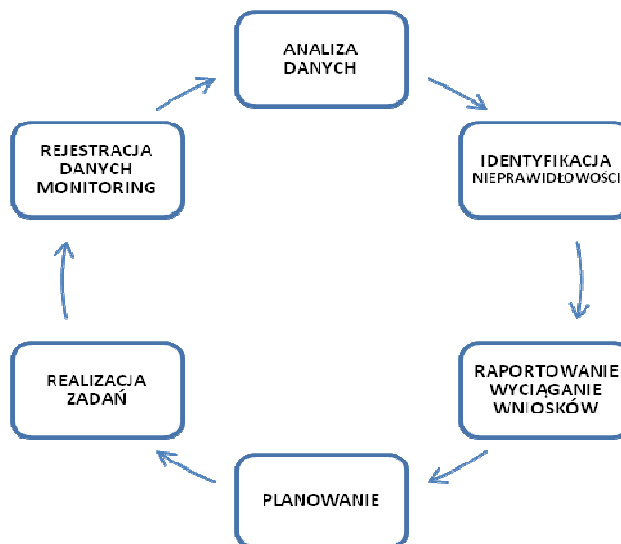 ANALIZA
DANYCH
IDENTYFIKACJA
NIEPRAWIDŁOWOŚCI
RAPORTOWANIE
WYCIĄGANIE
WNIOSKÓW
PLANOWANIE
REALIZACJA
ZADAŃ
REJESTRACJA
DANYCH
MONITORING